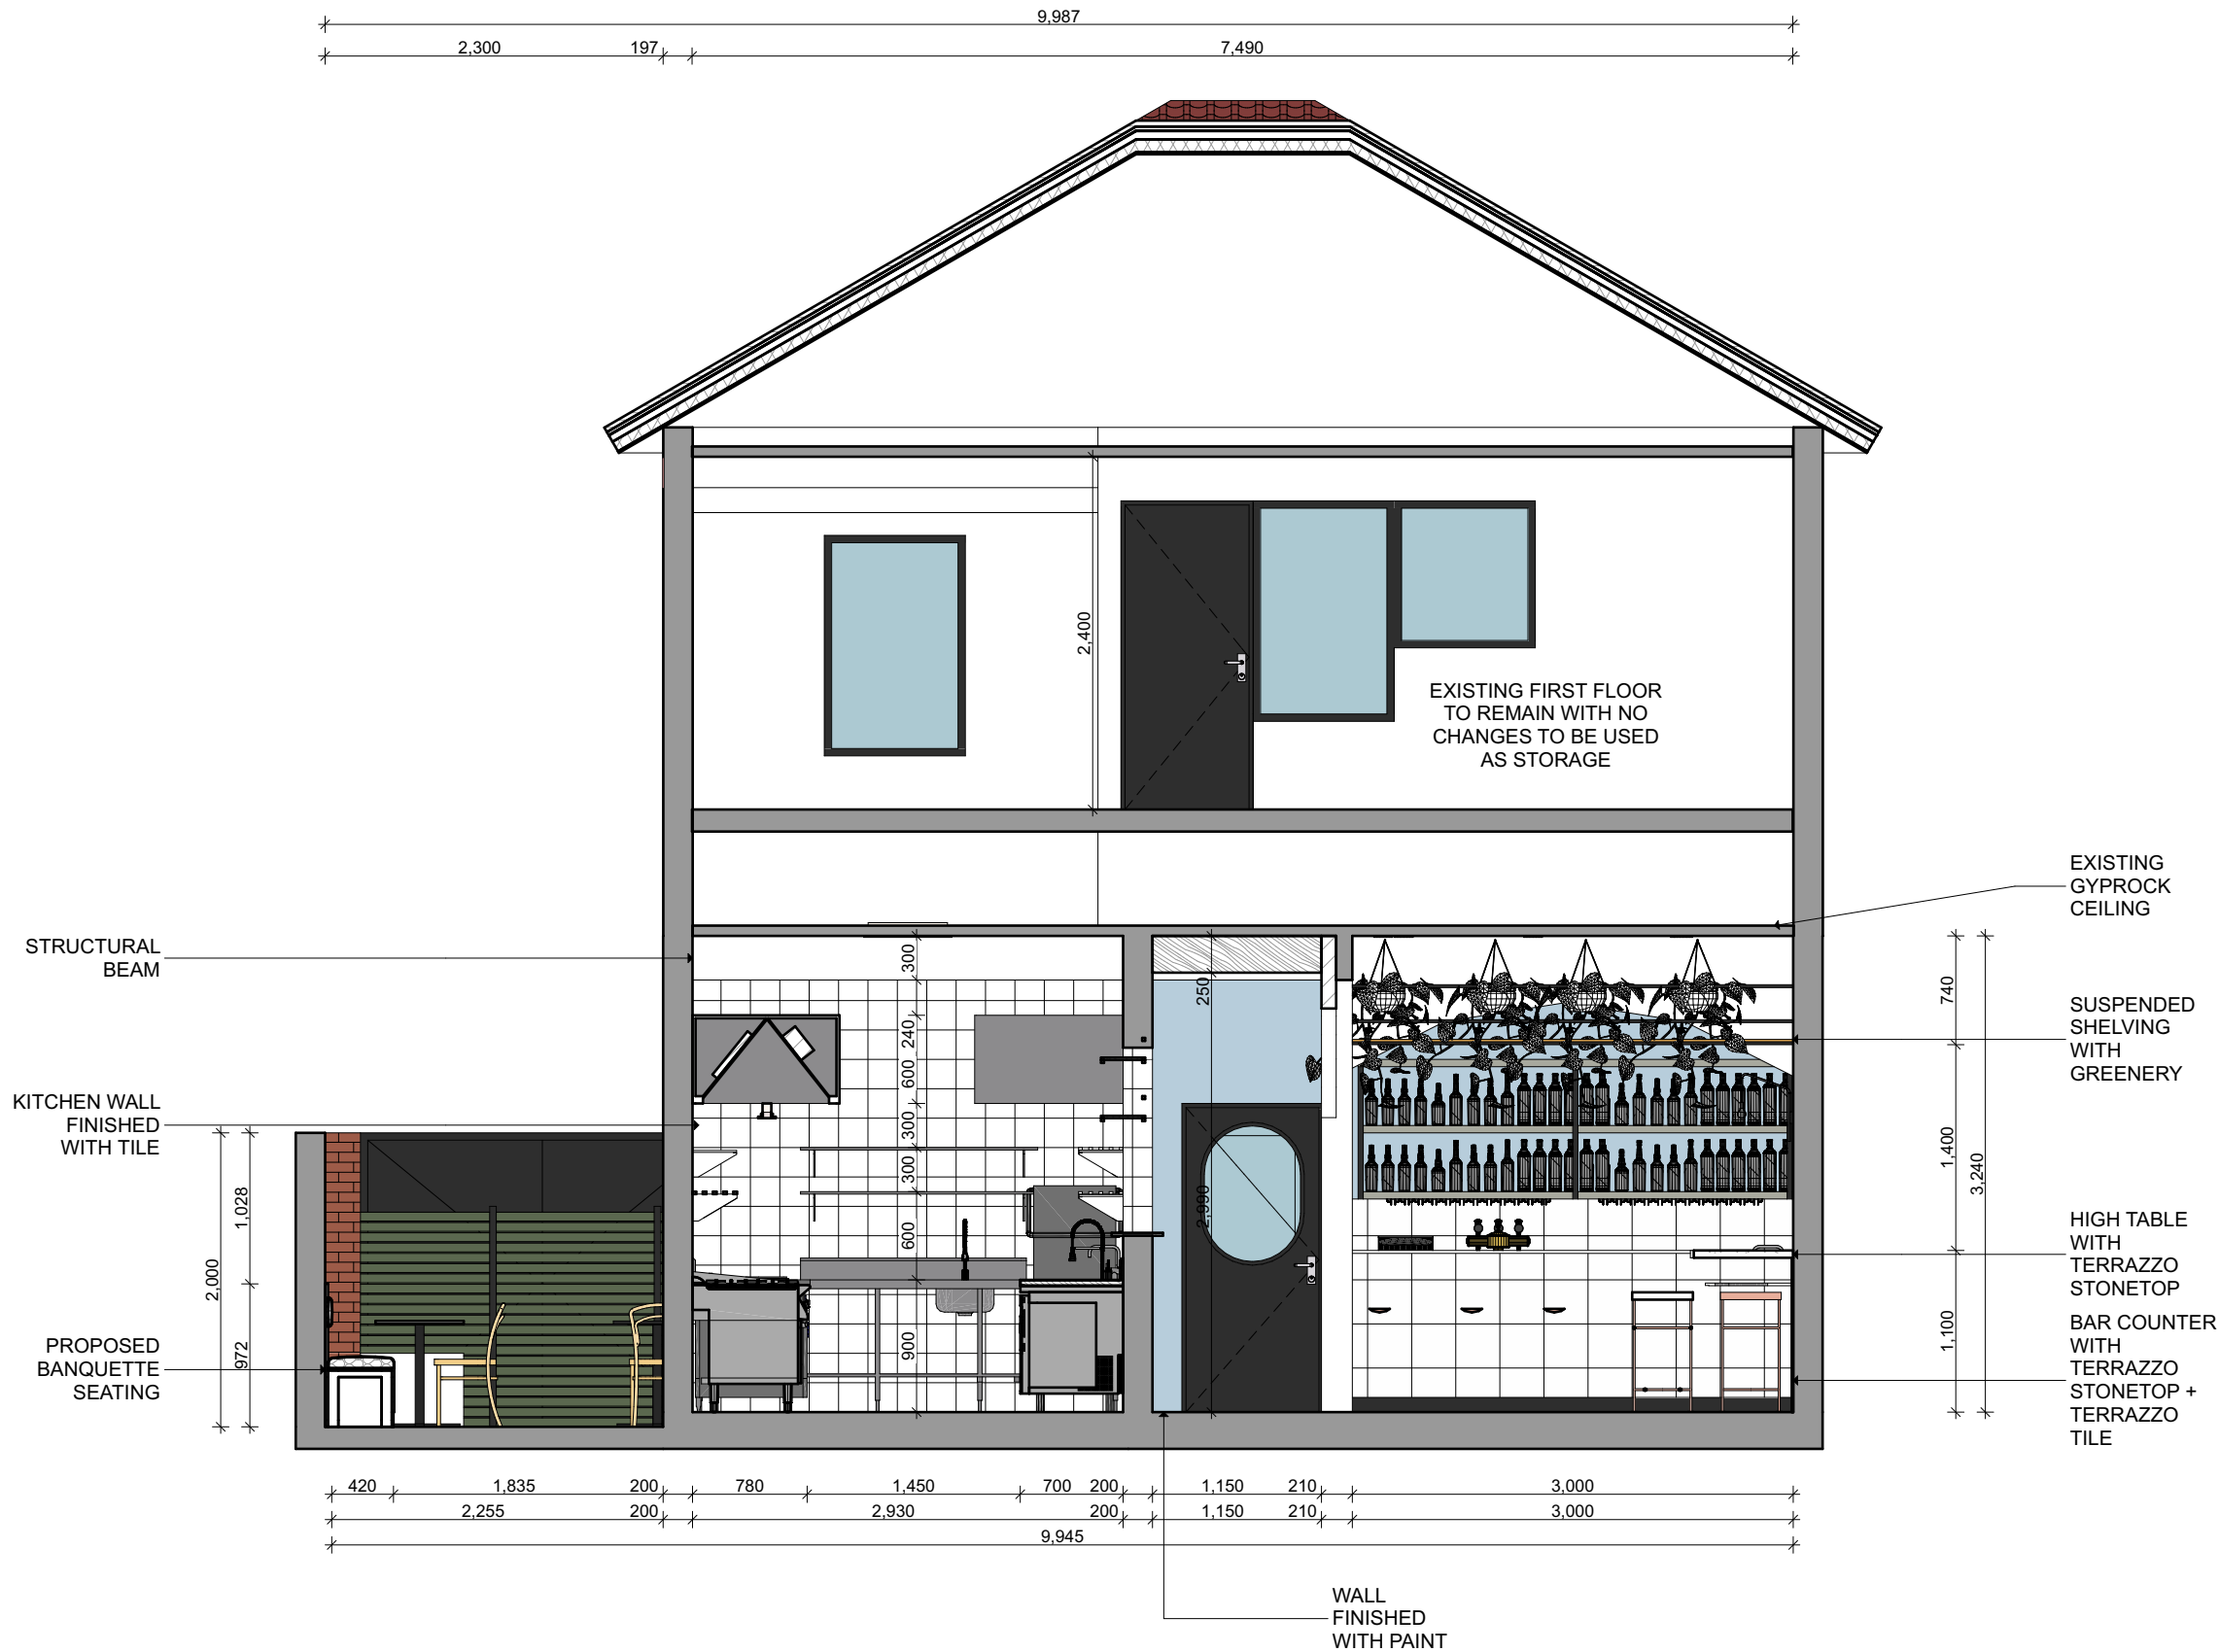 9,987
2,300
197
7,490
2,400
EXISTING FIRST FLOOR
TO REMAIN WITH NO
CHANGES TO BE USED
AS STORAGE
EXISTING
GYPROCK
CEILING
STRUCTURAL
BEAM
300
250
740
240
SUSPENDED
SHELVING
WITH
GREENERY
600
KITCHEN WALL
FINISHED
WITH TILE
300
300
1,400
3,240
1,028
2,000
2,990
600
HIGH TABLE
WITH
TERRAZZO
STONETOP
972
900
1,100
PROPOSED
BANQUETTE
SEATING
BAR COUNTER
WITH
TERRAZZO
STONETOP +
TERRAZZO
TILE
420
1,835
200
780
1,450
700
200
1,150
210
3,000
2,255
200
2,930
200
1,150
210
3,000
9,945
WALL
FINISHED
WITH PAINT